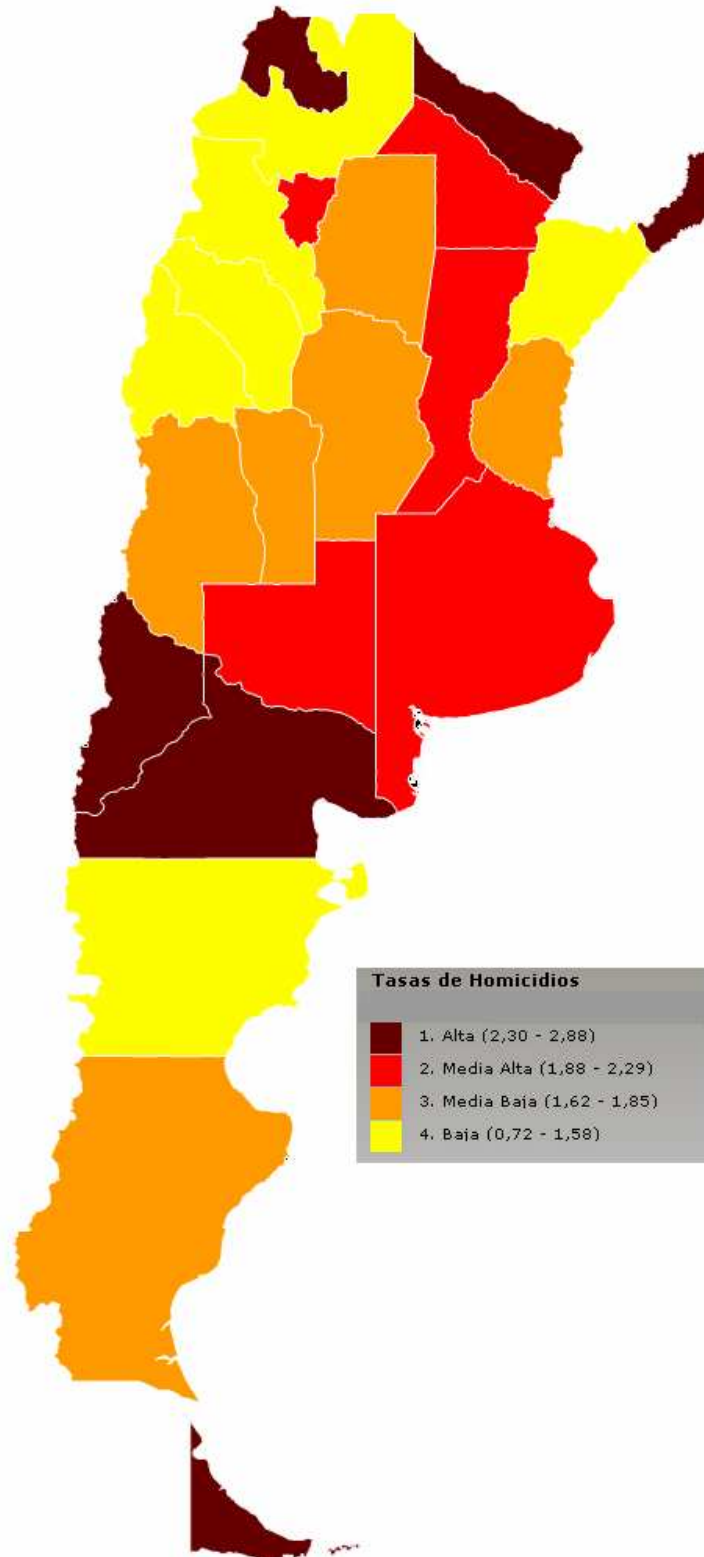 Tasas de Homicidios
1. Alta (2,30 - 2,88)
2. Media Alta (1,88 - 2,29)
3. Media Baja (1,62 - 1,85)
4. Baja (0,72 - 1,58)